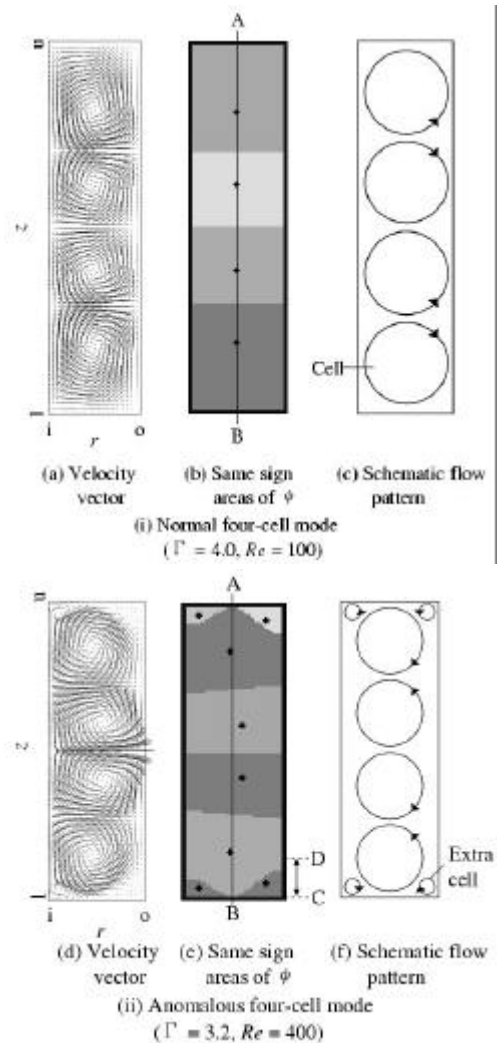 A
u
z
l
i
r
o
B
Cell
(a) Velocity vector
(b) Same sign areas of ϕ
(c) Schematic flow pattern
(i) Normal four-cell mode
(Γ = 4.0, Re = 100)
A
u
z
l
i
r
o
B
D
C
Extra
cell
(d) Velocity vector
(e) Same sign areas of ϕ
(f) Schematic flow pattern
(ii) Anomalous four-cell mode
(Γ = 3.2, Re = 400)